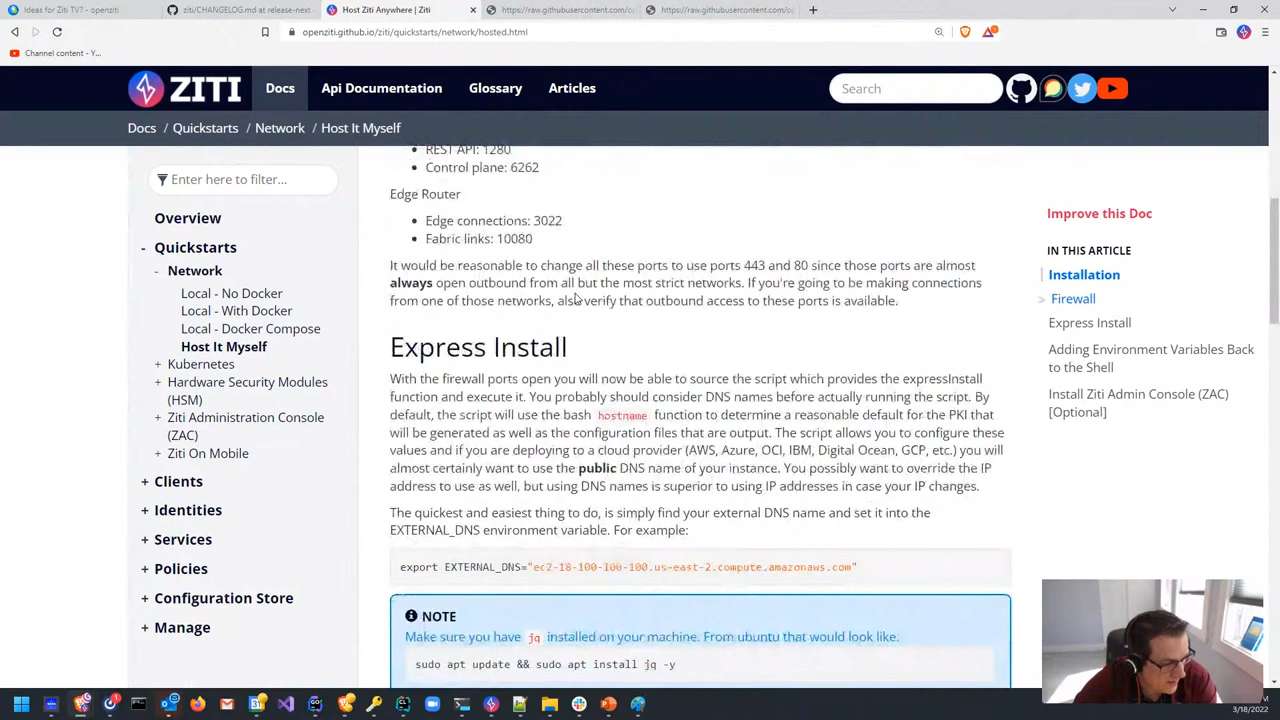 Ideas for Ziti TV? - openziti
ziti/CHANGELOG.md at release-next
Host Ziti Anywhere | Ziti
https://raw.githubusercontent.com/op
https://raw.githubusercontent.com/op
openziti.github.io/ziti/quickstarts/network/hosted.html
Channel content - Y...
ZITI
Docs
Api Documentation
Glossary
Articles
Search
Docs / Quickstarts / Network / Host It Myself
Enter here to filter...
Overview
- Quickstarts
- Network
Local - No Docker
Local - With Docker
Local - Docker Compose
Host It Myself
+ Kubernetes
+ Hardware Security Modules
(HSM)
+ Ziti Administration Console
(ZAC)
+ Ziti On Mobile
+ Clients
+ Identities
+ Services
+ Policies
+ Configuration Store
+ Manage
REST API: 1280
Control plane: 6262
Edge Router
Edge connections: 3022
Fabric links: 10080
It would be reasonable to change all these ports to use ports 443 and 80 since those ports are almost
always open outbound from all but the most strict networks. If you're going to be making connections
from one of those networks, also verify that outbound access to these ports is available.
Express Install
With the firewall ports open you will now be able to source the script which provides the expressInstall
function and execute it. You probably should consider DNS names before actually running the script. By
default, the script will use the bash hostname function to determine a reasonable default for the PKI that
will be generated as well as the configuration files that are output. The script allows you to configure these
values and if you are deploying to a cloud provider (AWS, Azure, OCI, IBM, Digital Ocean, GCP, etc.) you will
almost certainly want to use the public DNS name of your instance. You possibly want to override the IP
address to use as well, but using DNS names is superior to using IP addresses in case your IP changes.
The quickest and easiest thing to do, is simply find your external DNS name and set it into the
EXTERNAL_DNS environment variable. For example:
export EXTERNAL_DNS="ec2-18-100-100-100.us-east-2.compute.amazonaws.com"
NOTE
Make sure you have jq installed on your machine. From ubuntu that would look like.
sudo apt update && sudo apt install jq -y
Improve this Doc
IN THIS ARTICLE
Installation
Firewall
Express Install
Adding Environment Variables Back
to the Shell
Install Ziti Admin Console (ZAC)
[Optional]
3/18/2022